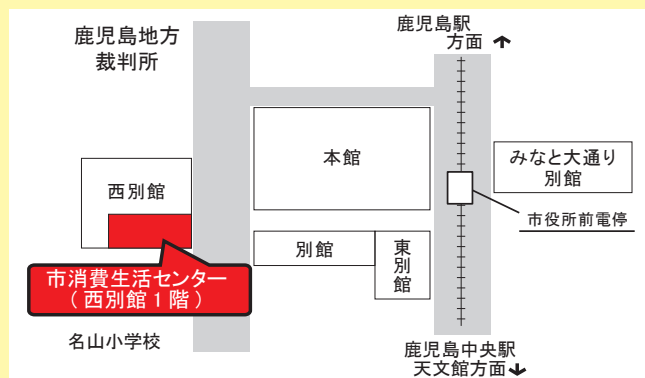 鹿児島地方
裁判所
鹿児島駅
方面
本館
みなと大通り
別館
西別館
市役所前電停
別館
東別館
市消費生活センター
(西別館1階)
名山小学校
鹿児島中央駅
天文館方面